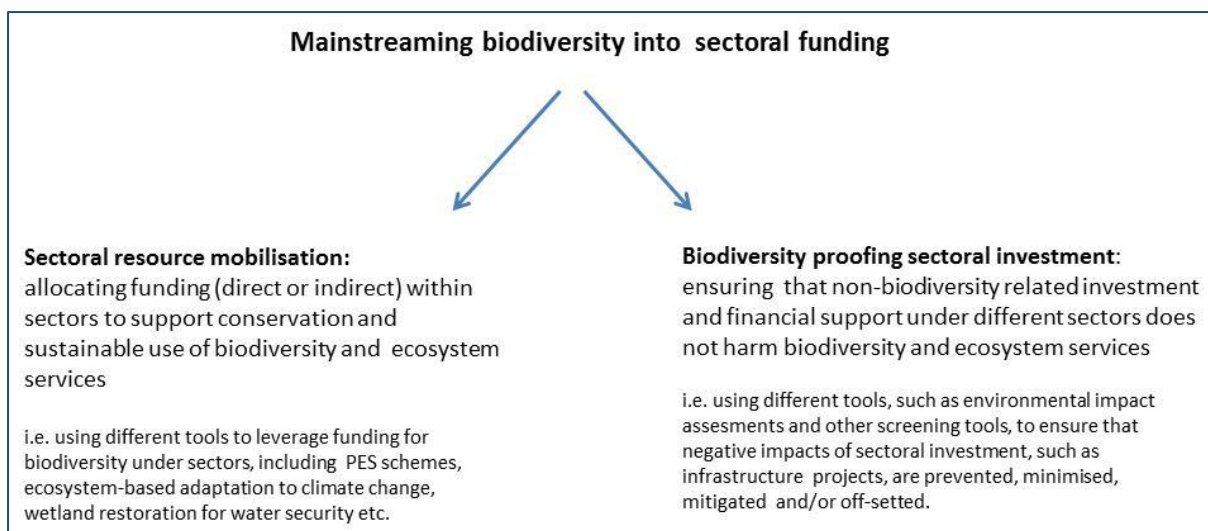 Mainstreaming biodiversity into sectoral funding
Sectoral resource mobilisation:
allocating funding (direct or indirect) within
sectors to support conservation and
sustainable use of biodiversity and ecosystem
services
i.e. using different tools to leverage funding for
biodiversity under sectors, including PES schemes,
ecosystem-based adaptation to climate change,
wetland restoration for water security etc.
Biodiversity proofing sectoral investment:
ensuring that non-biodiversity related investment
and financial support under different sectors does
not harm biodiversity and ecosystem services
i.e. using different tools, such as environmental impact
assesments and other screening tools, to ensure that
negative impacts of sectoral investment, such as
infrastructure projects, are prevented, minimised,
mitigated and/or off-setted.